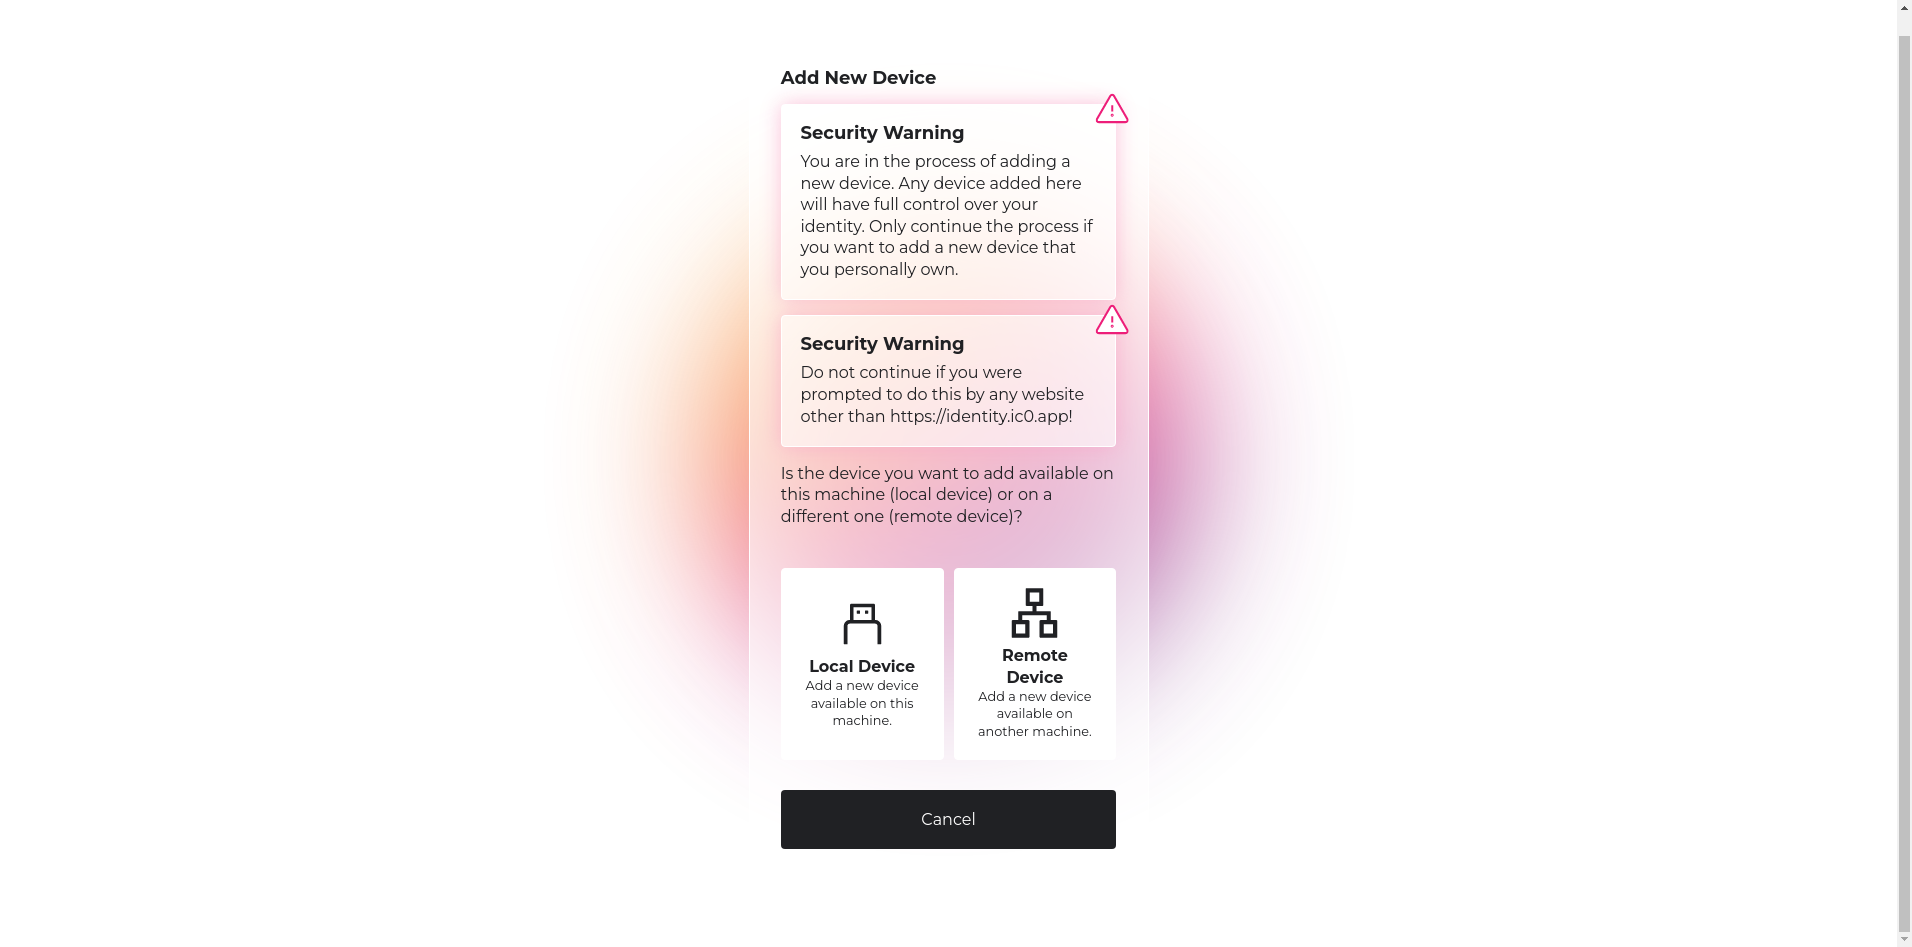 Add New Device
Security Warning
You are in the process of adding a
new device. Any device added here
will have full control over your
identity. Only continue the process if
you want to add a new device that
you personally own.
Security Warning
Do not continue if you were
prompted to do this by any website
other than https://identity.ic0.app!
Is the device you want to add available on
this machine (local device) or on a
different one (remote device)?
Local Device
Add a new device
available on this
machine.
Remote
Device
Add a new device
available on
another machine.
Cancel